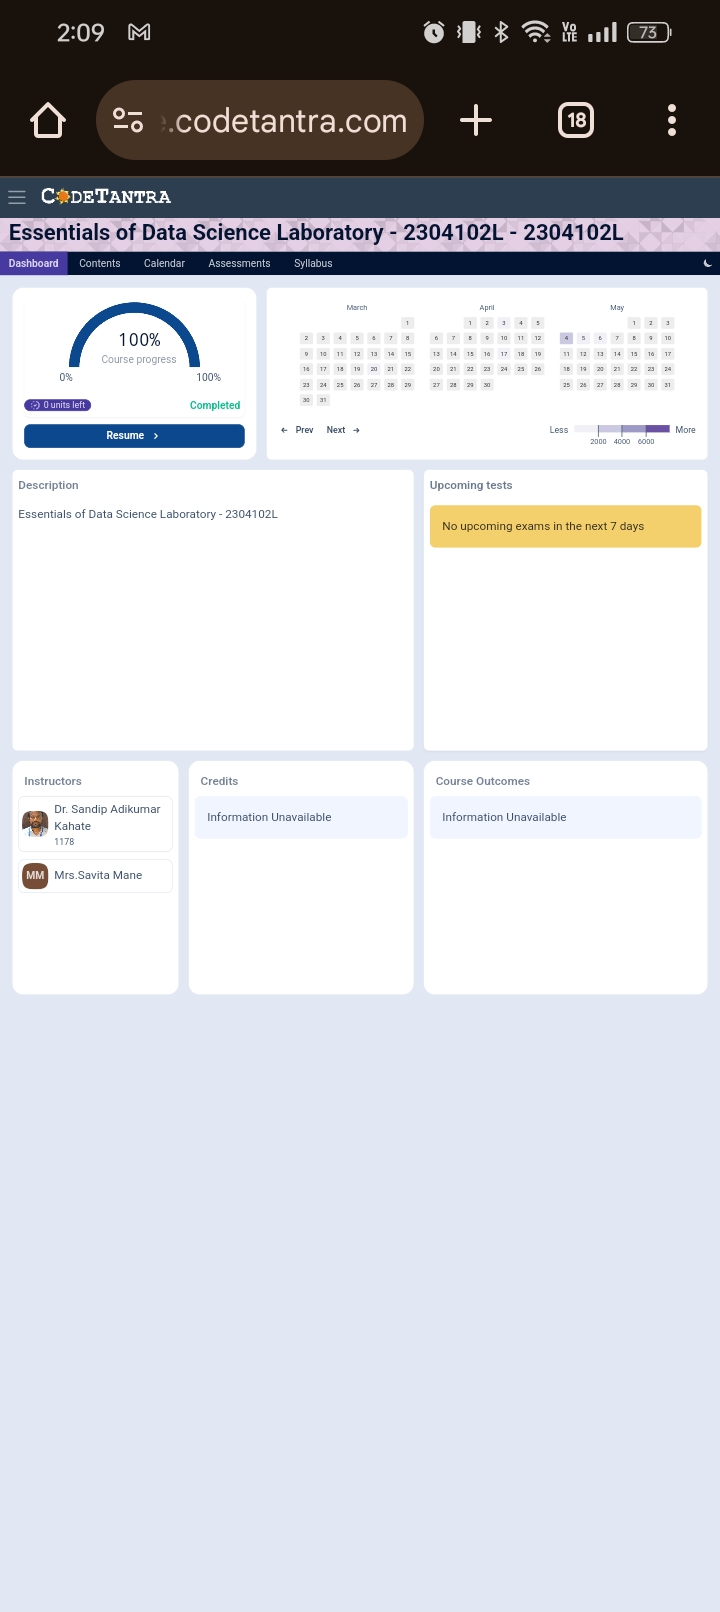 2:09
Vo
LTE
73
.codetantra.com
18
CODETANTRA
Essentials of Data Science Laboratory - 2304102L - 2304102L
Dashboard Contents Calendar Assessments Syllabus
100%
Course progress
0% 100%
0 units left Completed
Resume
March
1
2 3 4 5 6 7 8
9 10 11 12 13 14 15
16 17 18 19 20 21 22
23 24 25 26 27 28 29
30 31
April
1 2 3 4 5
6 7 8 9 10 11 12
13 14 15 16 17 18 19
20 21 22 23 24 25 26
27 28 29 30
May
1 2 3
4 5 6 7 8 9 10
11 12 13 14 15 16 17
18 19 20 21 22 23 24
25 26 27 28 29 30 31
Prev Next
Less More
2000 4000 6000
Description
Essentials of Data Science Laboratory - 2304102L
Upcoming tests
No upcoming exams in the next 7 days
Instructors
Dr. Sandip Adikumar
Kahate
1178
MM
Mrs.Savita Mane
Credits
Information Unavailable
Course Outcomes
Information Unavailable